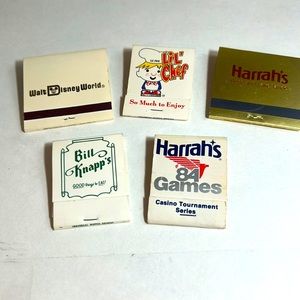 Walt Disney World®
Lil' Chef
So Much to Enjoy
Harrah's
Bill
Knapp's
GOOD things to EAT
Harrah's
84
Games
Casino Tournament
Series